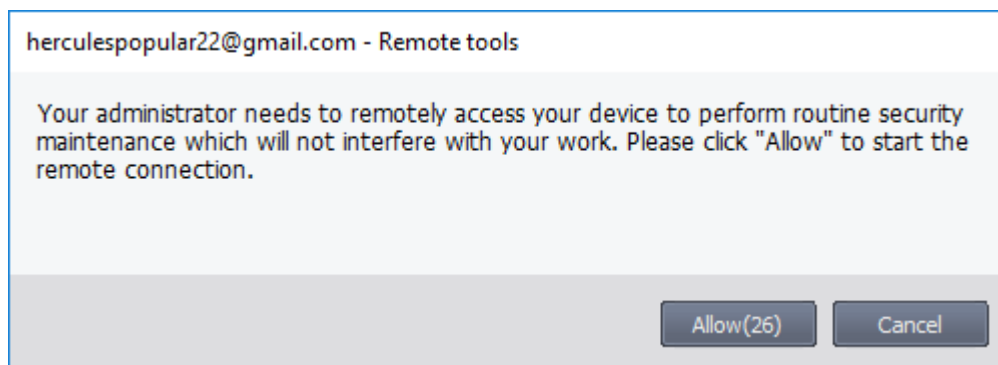 herculespopular22@gmail.com - Remote tools
Your administrator needs to remotely access your device to perform routine security
maintenance which will not interfere with your work. Please click "Allow" to start the
remote connection.
Allow(26)
Cancel